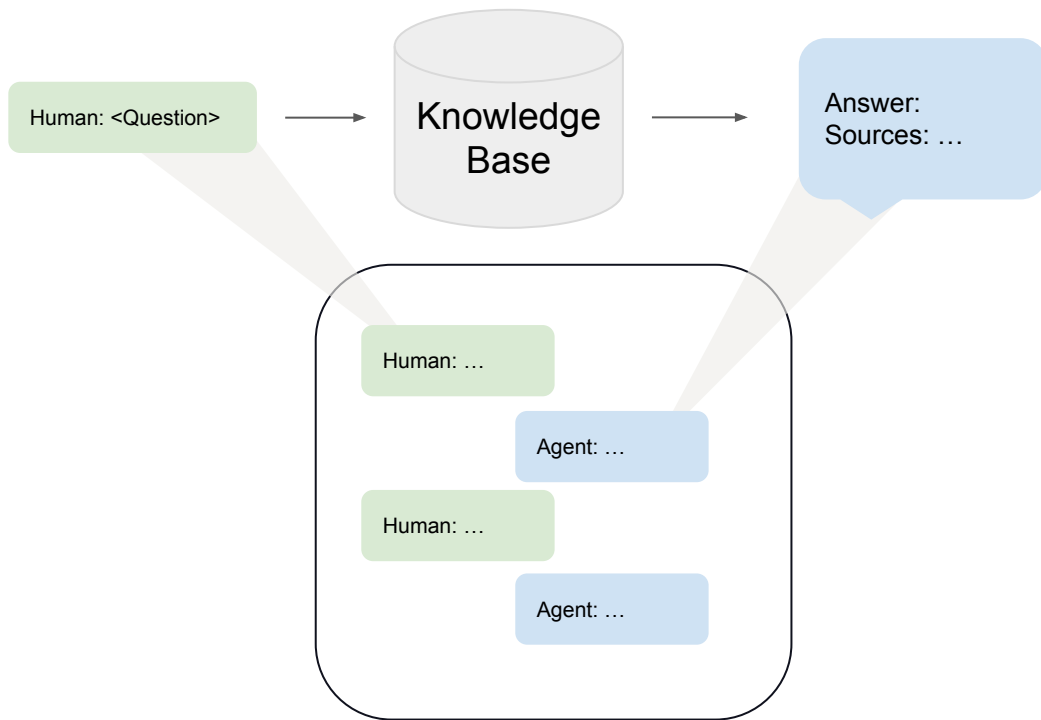 Human: <Question>
Knowledge
Base
Answer:
Sources: …
Human: …
Agent: …
Human: …
Agent: …